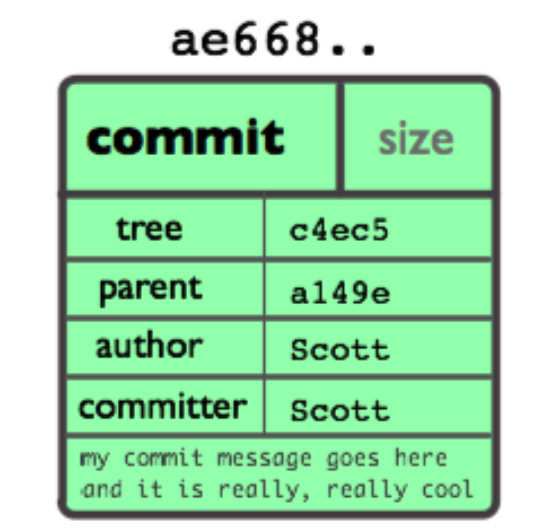 ae668..
commit size
tree c4ec5
parent a149e
author Scott
committer Scott
my commit message goes here
and it is really, really cool